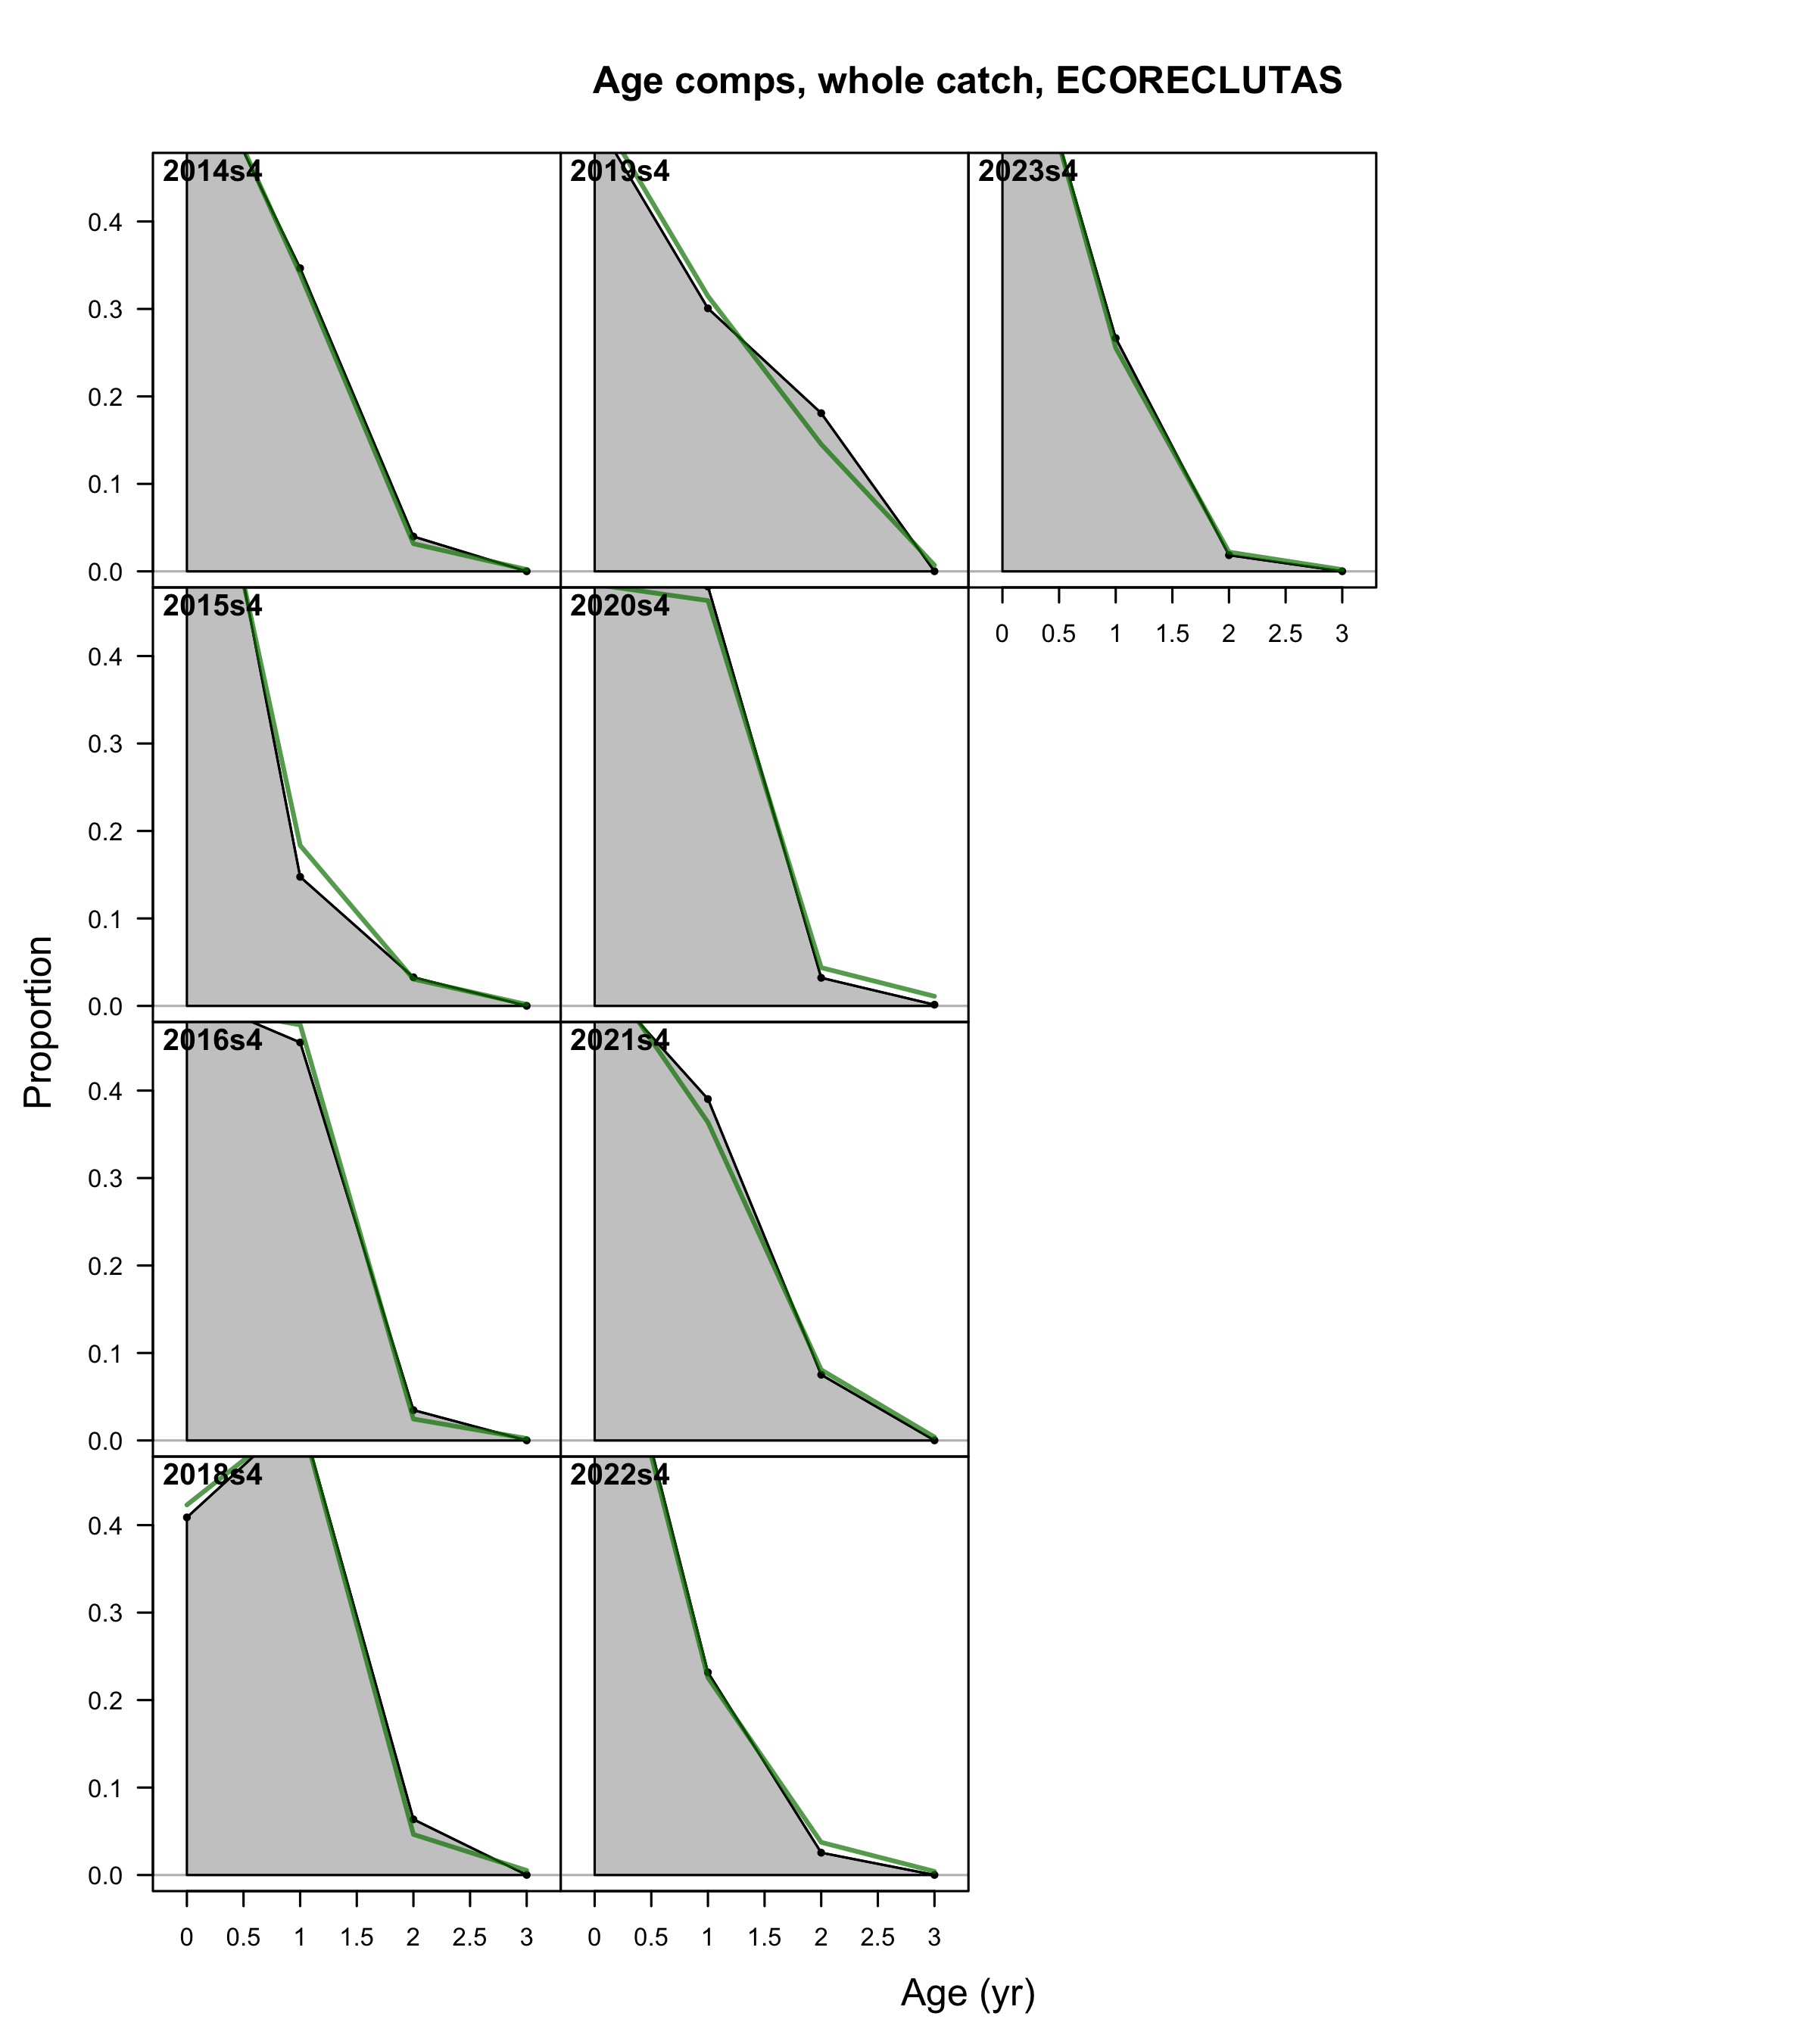 Age comps, whole catch, ECORECLUTAS
2014s4
2019s4
2023s4
0.4
0.3
0.2
0.1
0.0
2015s4
2020s4
0 0.5 1 1.5 2 2.5 3
0.4
0.3
0.2
0.1
0.0
Proportion
2016s4
2021s4
0.4
0.3
0.2
0.1
0.0
2018s4
2022s4
0.4
0.3
0.2
0.1
0.0
0 0.5 1 1.5 2 2.5 3
0 0.5 1 1.5 2 2.5 3
Age (yr)